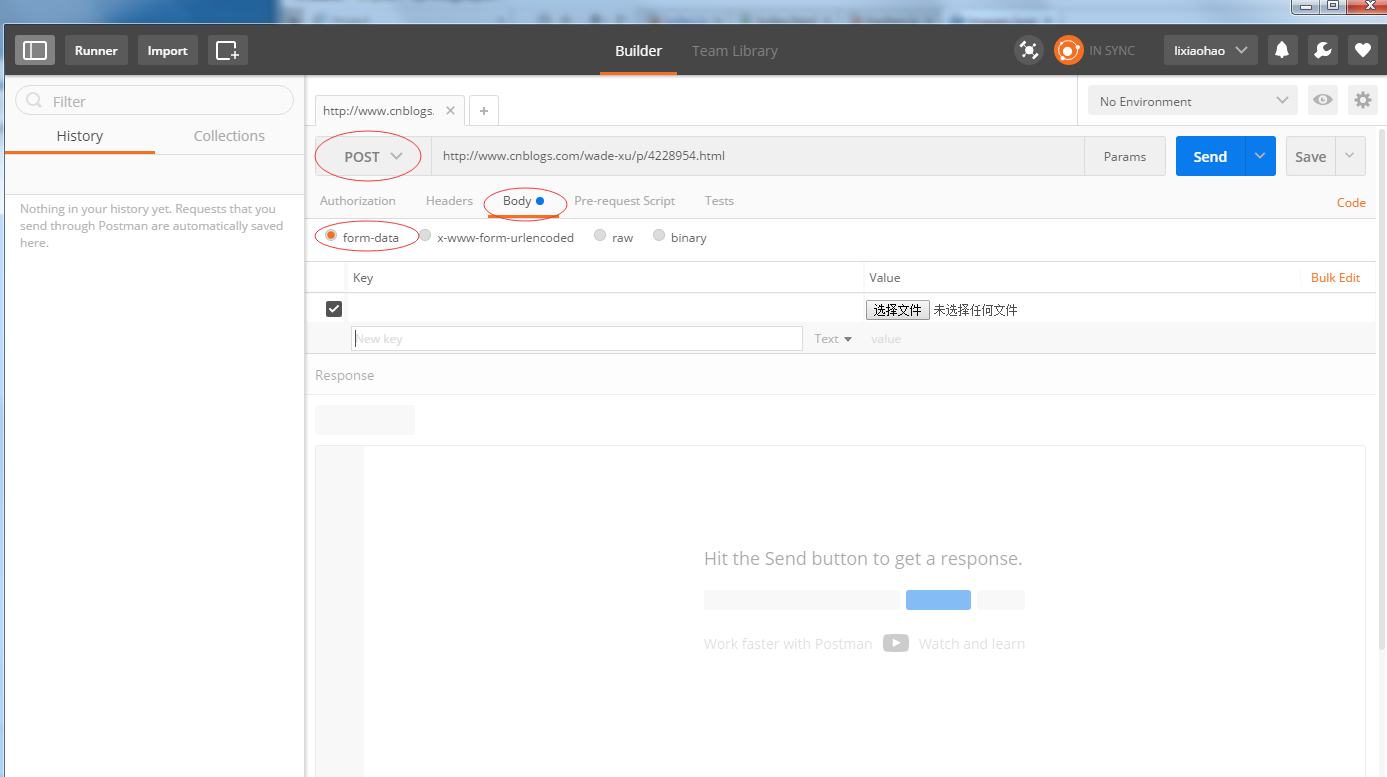 Runner Import Builder Team Library IN SYNC lixiaohao
Filter
History Collections
Nothing in your history yet. Requests that you
send through Postman are automatically saved
here.
http://www.cnblogs. No Environment
POST http://www.cnblogs.com/wade-xu/p/4228954.html Params Send Save
Authorization Headers Body Pre-request Script Tests Code
form-data x-www-form-urlencoded raw binary
Key Value Bulk Edit
选择文件 未选择任何文件
New key Text value
Response
Hit the Send button to get a response.
Work faster with Postman Watch and learn